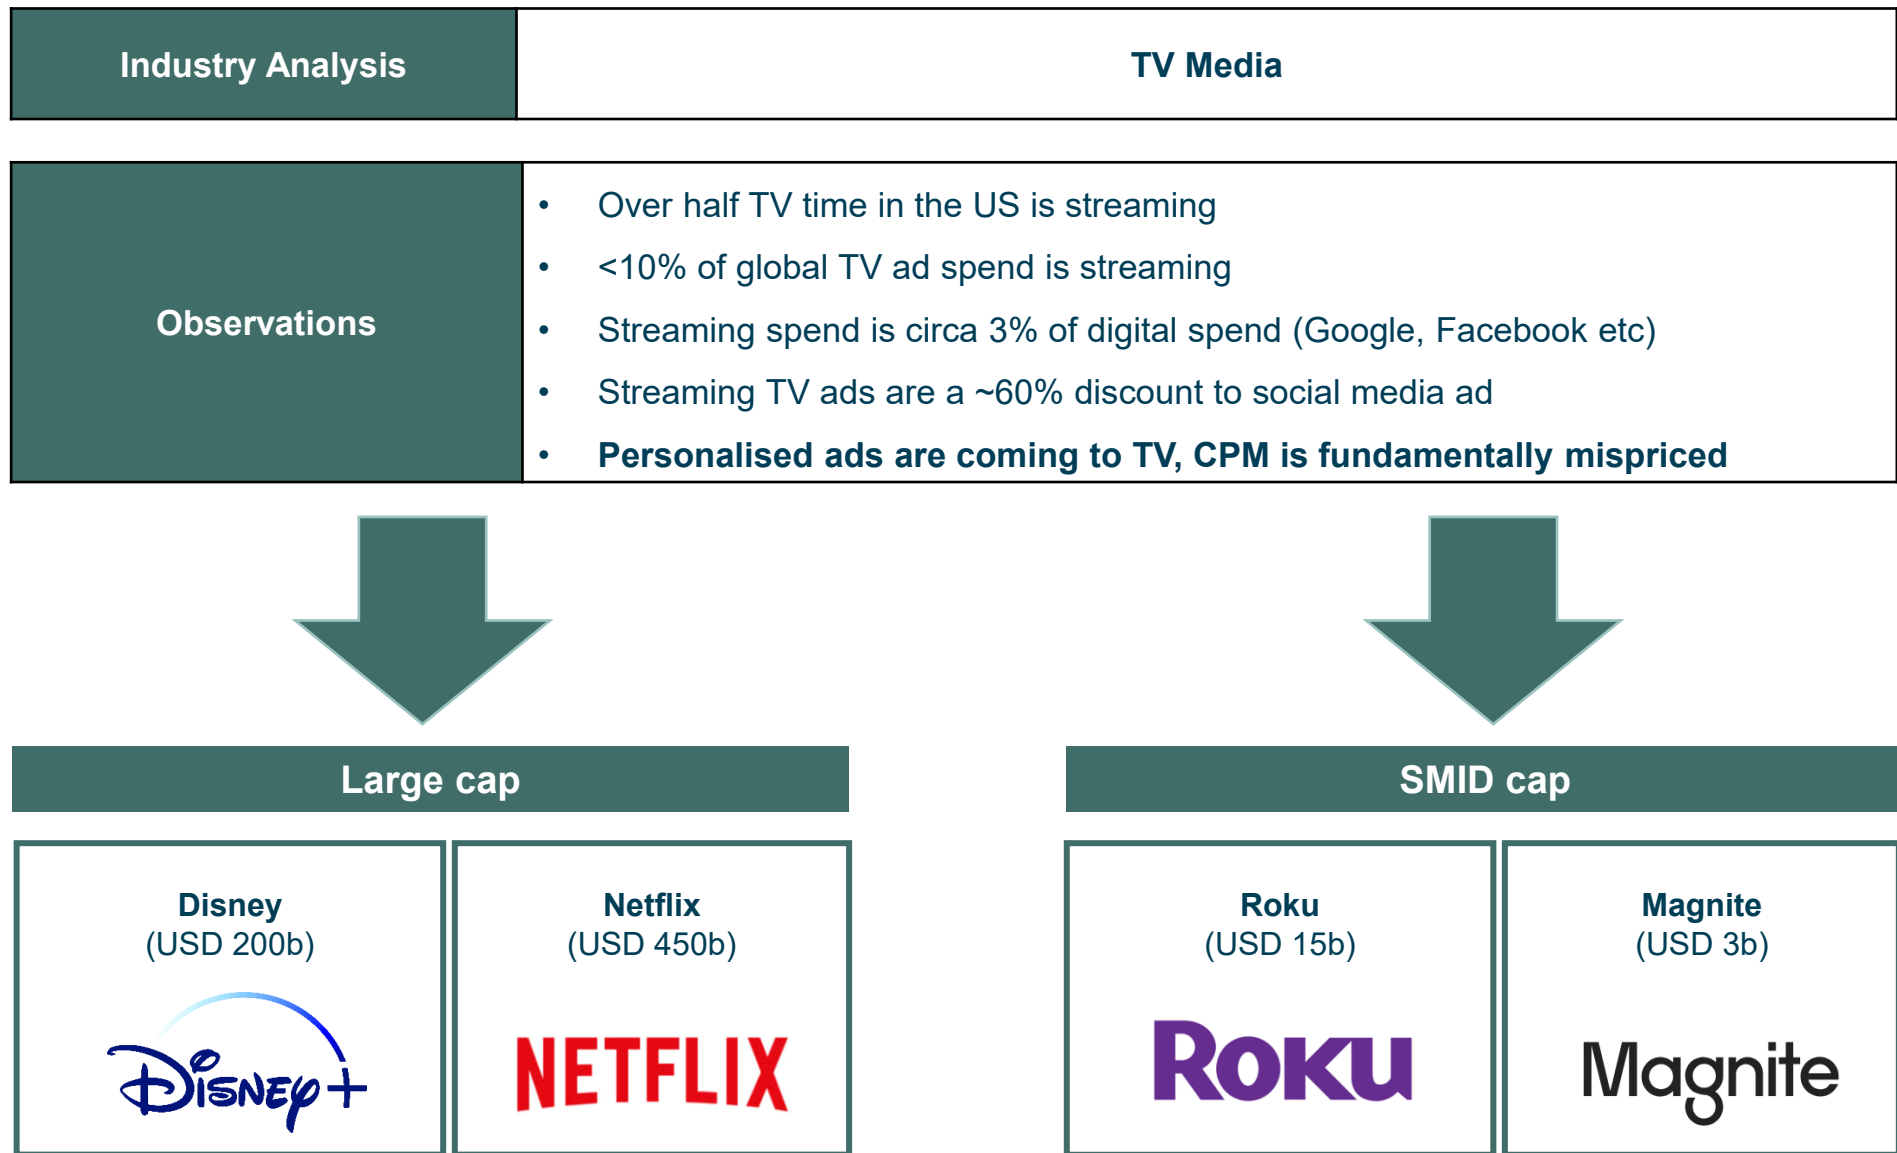 Industry Analysis
TV Media
Observations
• Over half TV time in the US is streaming
• <10% of global TV ad spend is streaming
• Streaming spend is circa 3% of digital spend (Google, Facebook etc)
• Streaming TV ads are a ~60% discount to social media ad
• Personalised ads are coming to TV, CPM is fundamentally mispriced
Large cap
SMID cap
Disney
(USD 200b)
Disney+
Netflix
(USD 450b)
NETFLIX
Roku
(USD 15b)
ROKU
Magnite
(USD 3b)
Magnite